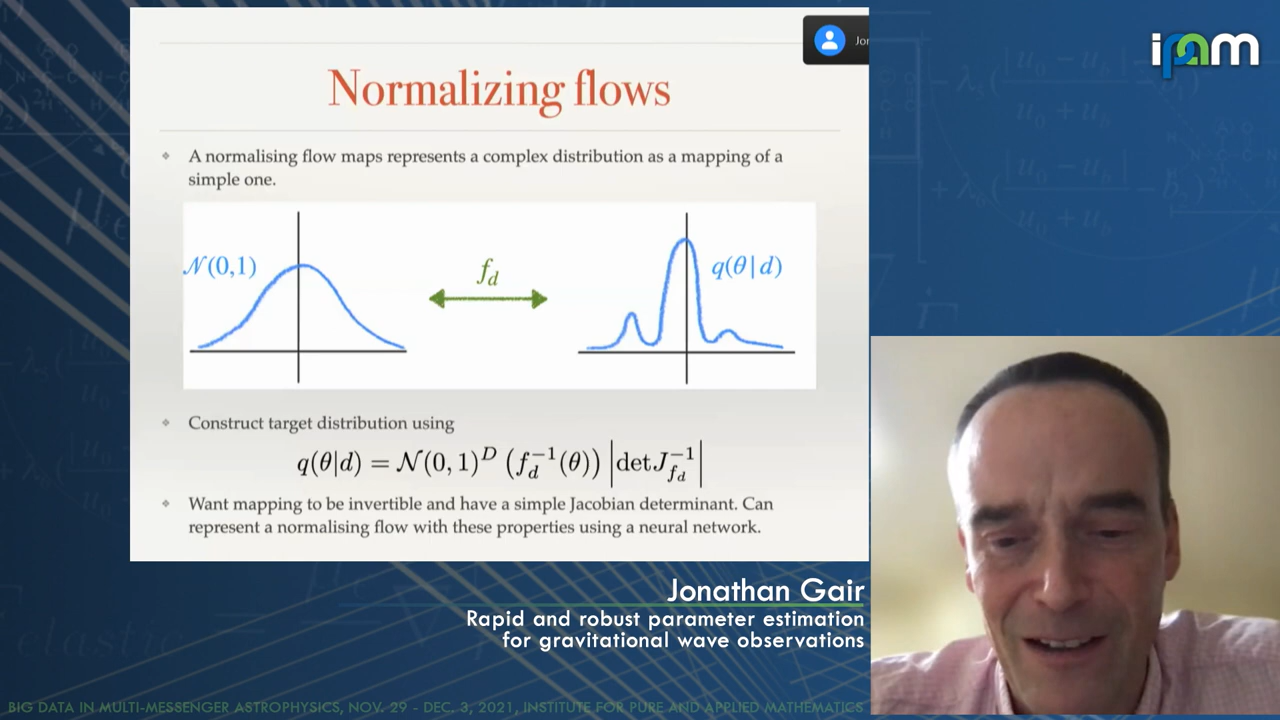 Jon
ipam
Normalizing flows
A normalising flow maps represents a complex distribution as a mapping of a
simple one.
𝒩(0,1)
f_d
q(θ|d)
Construct target distribution using
q(θ|d) = 𝒩(0, 1)^D (f_d^{-1}(θ)) |det J_{f_d}^{-1}|
Want mapping to be invertible and have a simple Jacobian determinant. Can
represent a normalising flow with these properties using a neural network.
Jonathan Gair
Rapid and robust parameter estimation
for gravitational wave observations
BIG DATA IN MULTI-MESSENGER ASTROPHYSICS, NOV. 29 - DEC. 3, 2021, INSTITUTE FOR PURE AND APPLIED MATHEMATICS